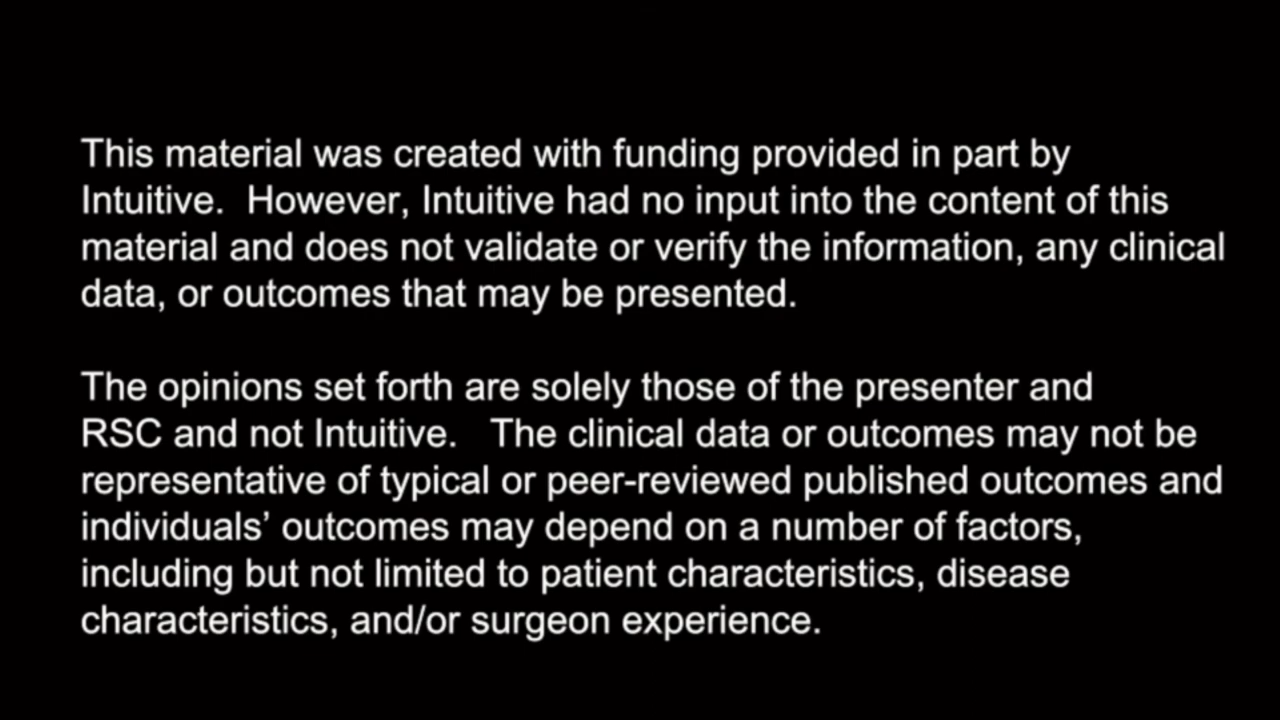 This material was created with funding provided in part by
Intuitive.  However, Intuitive had no input into the content of this
material and does not validate or verify the information, any clinical
data, or outcomes that may be presented.
The opinions set forth are solely those of the presenter and
RSC and not Intuitive.   The clinical data or outcomes may not be
representative of typical or peer-reviewed published outcomes and
individuals’ outcomes may depend on a number of factors,
including but not limited to patient characteristics, disease
characteristics, and/or surgeon experience.